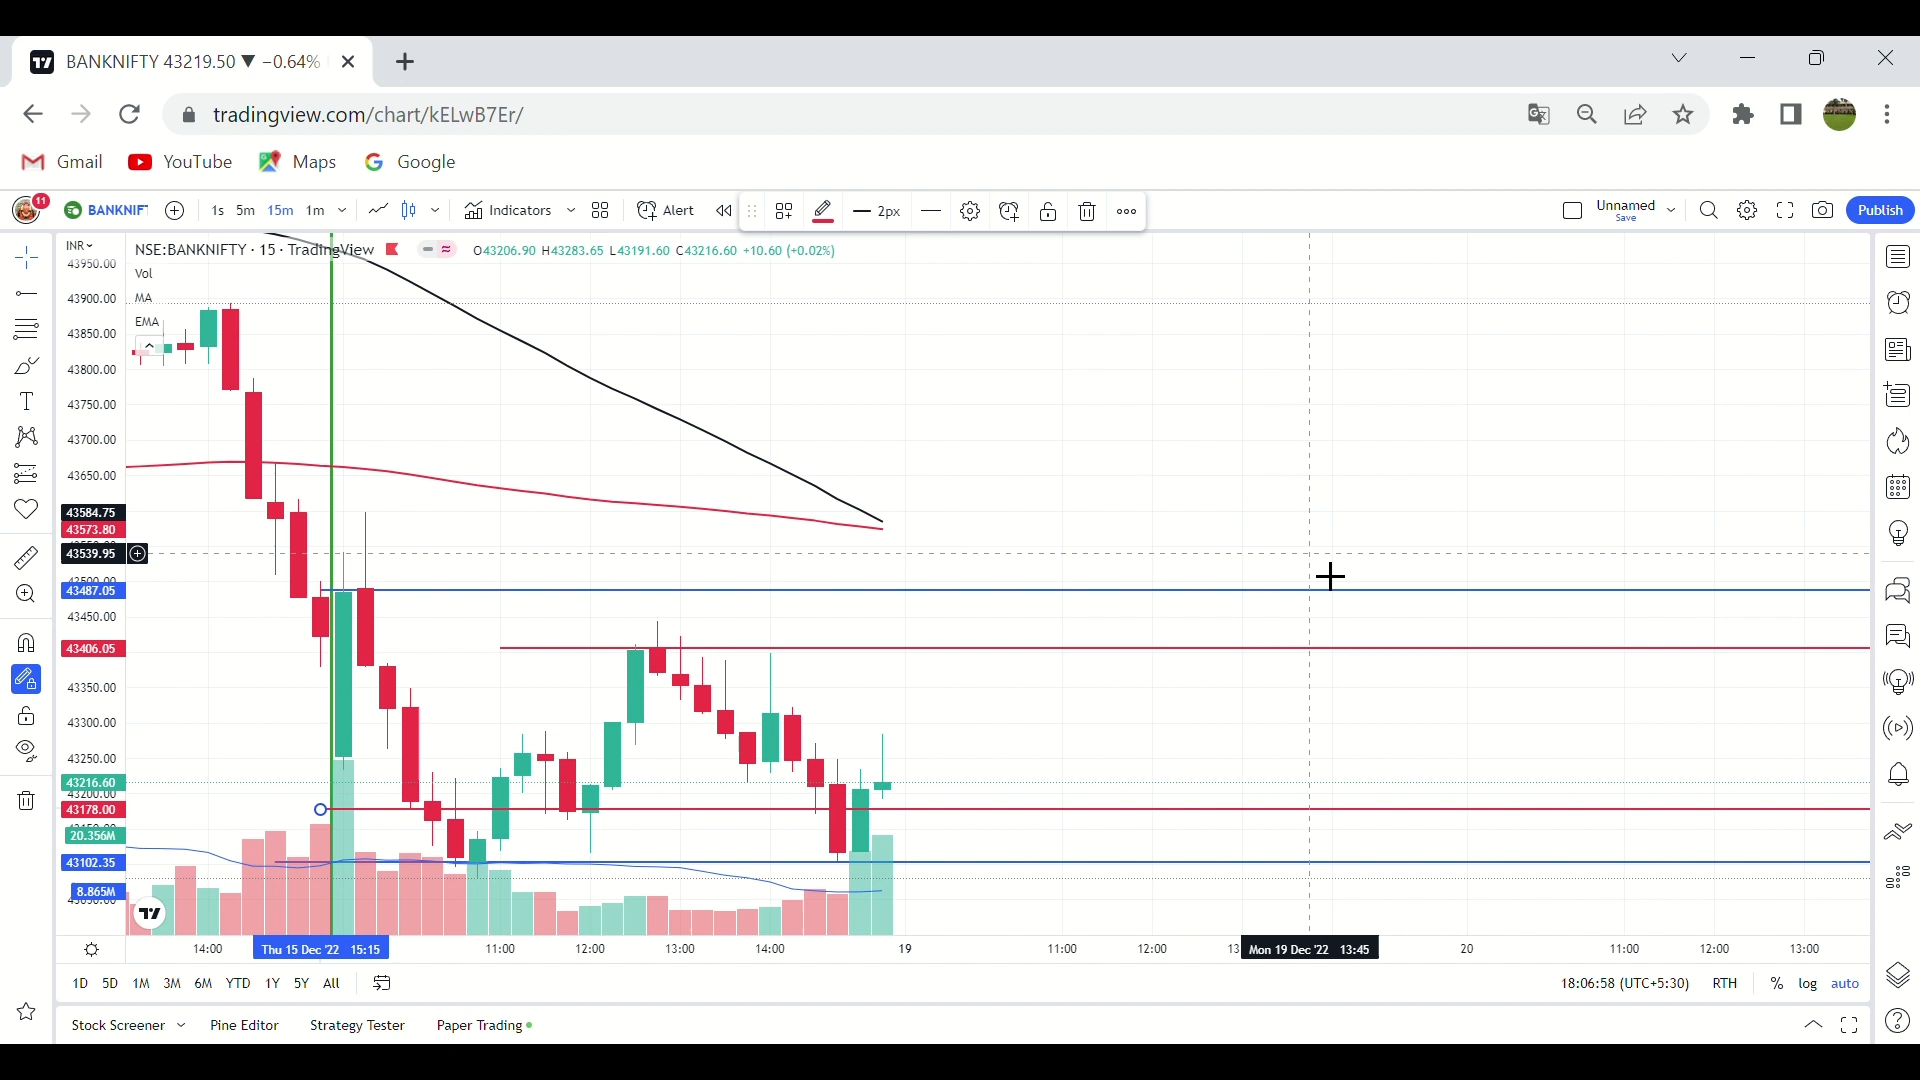 BANKNIFTY 43219.50 ▼ −0.64%
tradingview.com/chart/kELwB7Er/
Gmail YouTube Maps Google
11 BANKNIF 1s 5m 15m 1m Indicators Alert 2px Unnamed Save Publish
INR NSE:BANKNIFTY · 15 · TradingView O43206.90 H43283.65 L43191.60 C43216.60 +10.60 (+0.02%)
43950.00
Vol
43900.00 MA
EMA
43850.00
43800.00
43750.00
43700.00
43650.00
43584.75
43573.80
43539.95
43500.00
43487.05
43450.00
43406.05
43350.00
43300.00
43250.00
43216.60
43200.00
43178.00
20.356M
43102.35
8.865M
14:00 Thu 15 Dec '22 15:15 11:00 12:00 13:00 14:00 19 11:00 12:00 13 Mon 19 Dec '22 13:45 20 11:00 12:00 13:00
1D 5D 1M 3M 6M YTD 1Y 5Y All 18:06:58 (UTC+5:30) RTH % log auto
Stock Screener Pine Editor Strategy Tester Paper Trading